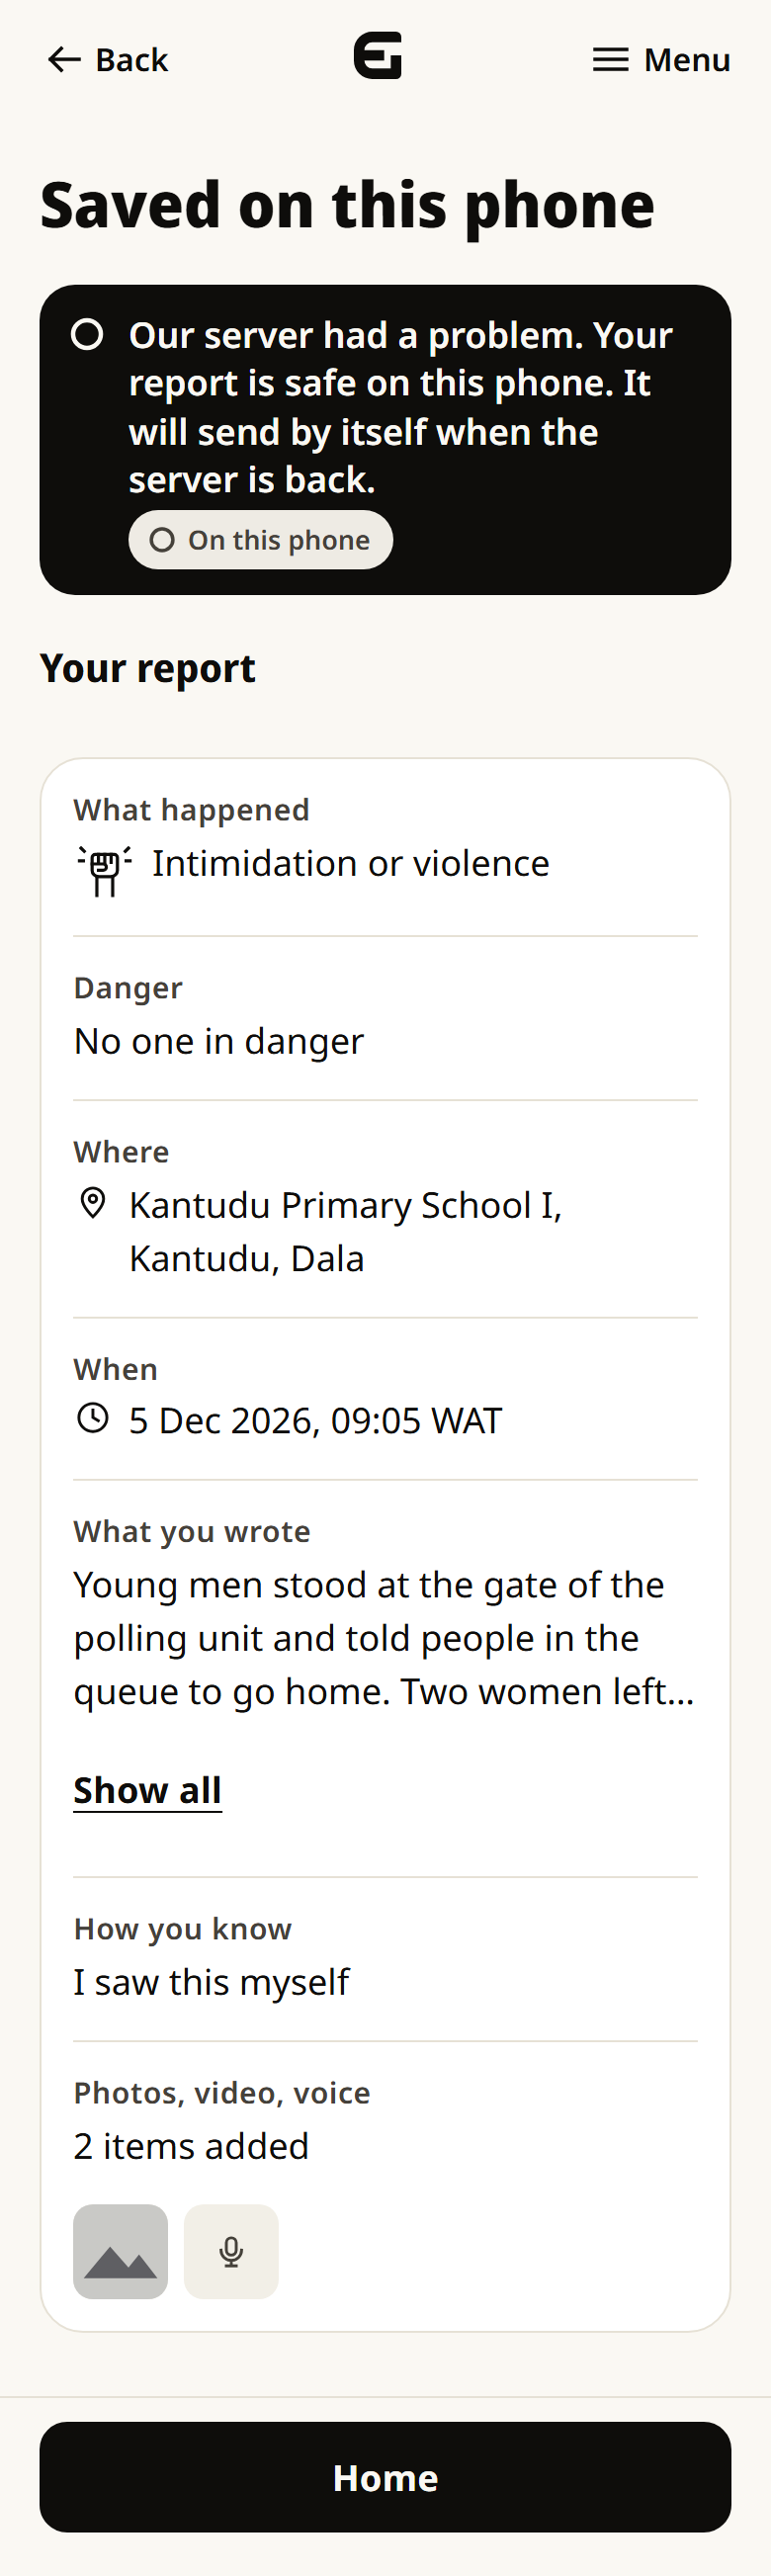 Back
Menu
Saved on this phone
Our server had a problem. Your
report is safe on this phone. It
will send by itself when the
server is back.
On this phone
Your report
What happened
Intimidation or violence
Danger
No one in danger
Where
Kantudu Primary School I,
Kantudu, Dala
When
5 Dec 2026, 09:05 WAT
What you wrote
Young men stood at the gate of the
polling unit and told people in the
queue to go home. Two women left...
Show all
How you know
I saw this myself
Photos, video, voice
2 items added
Home